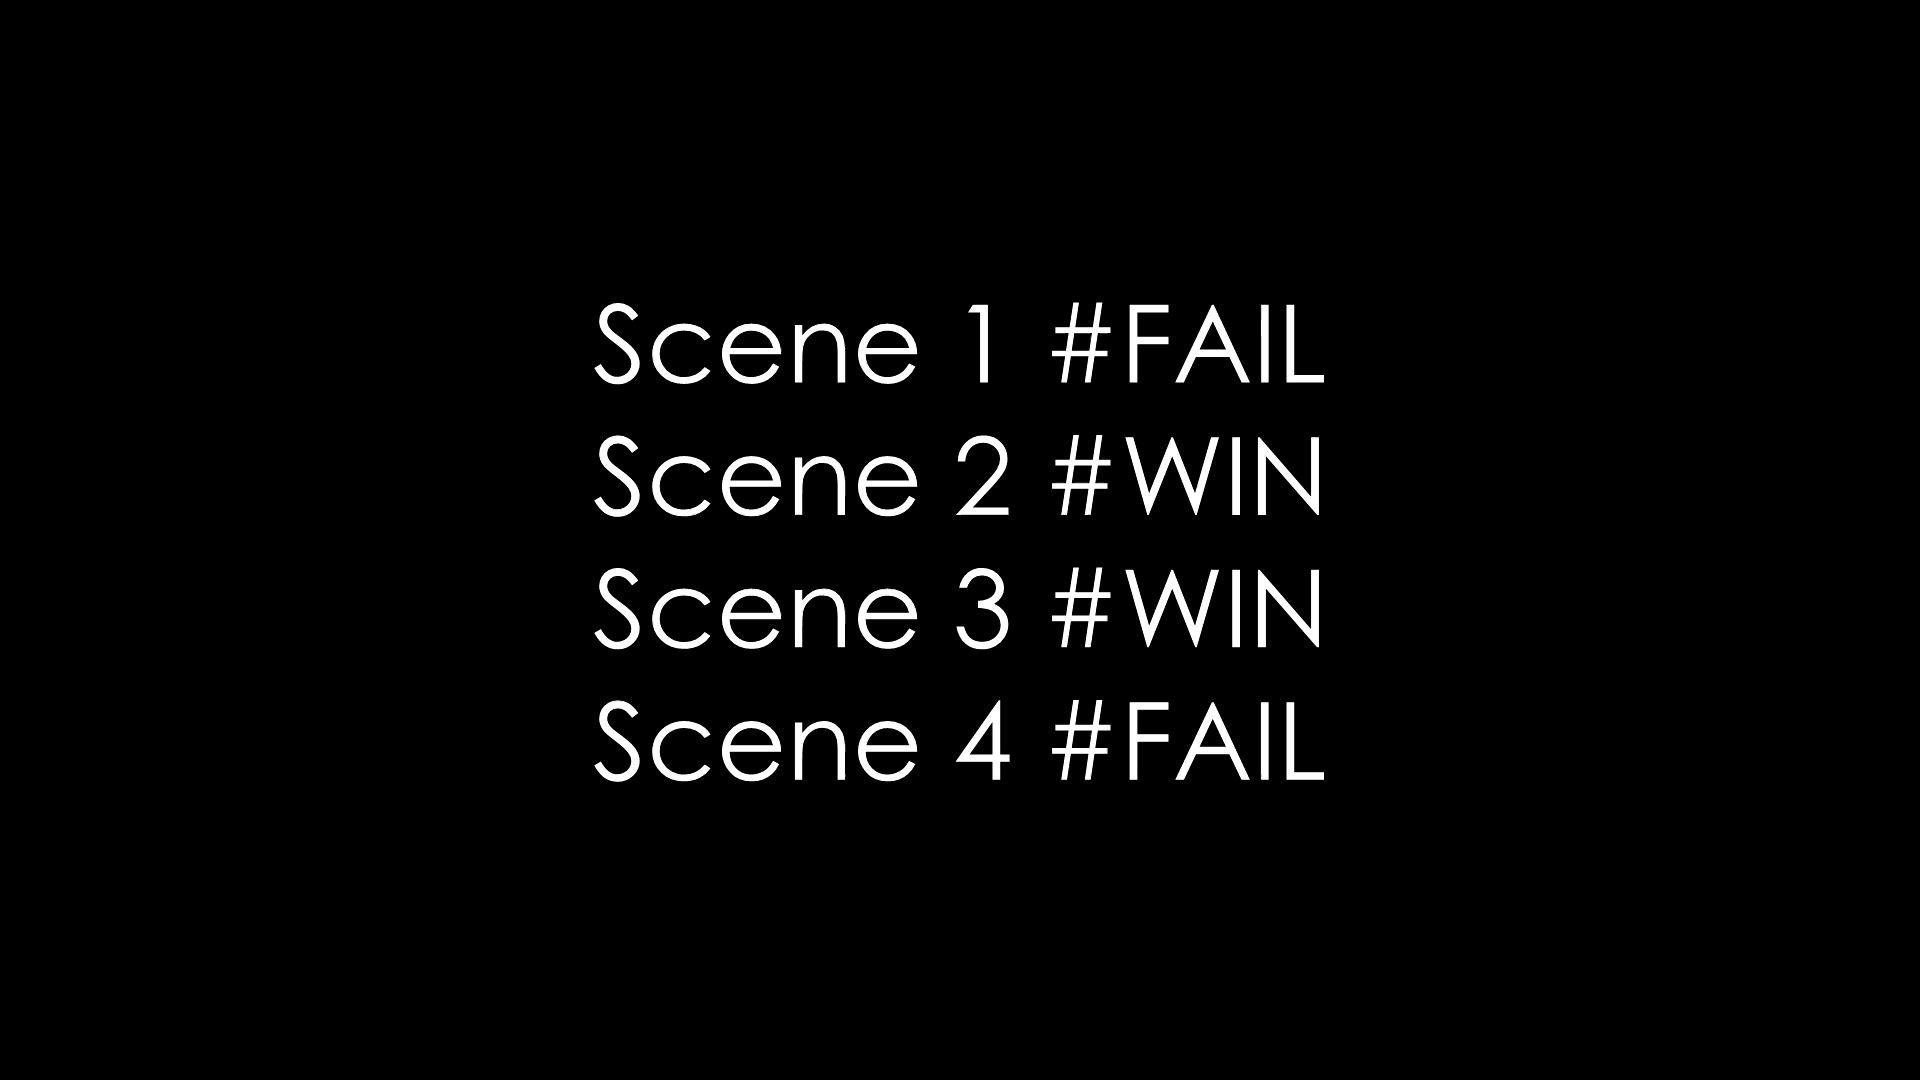 Scene 1 #FAIL
Scene 2 #WIN
Scene 3 #WIN
Scene 4 #FAIL